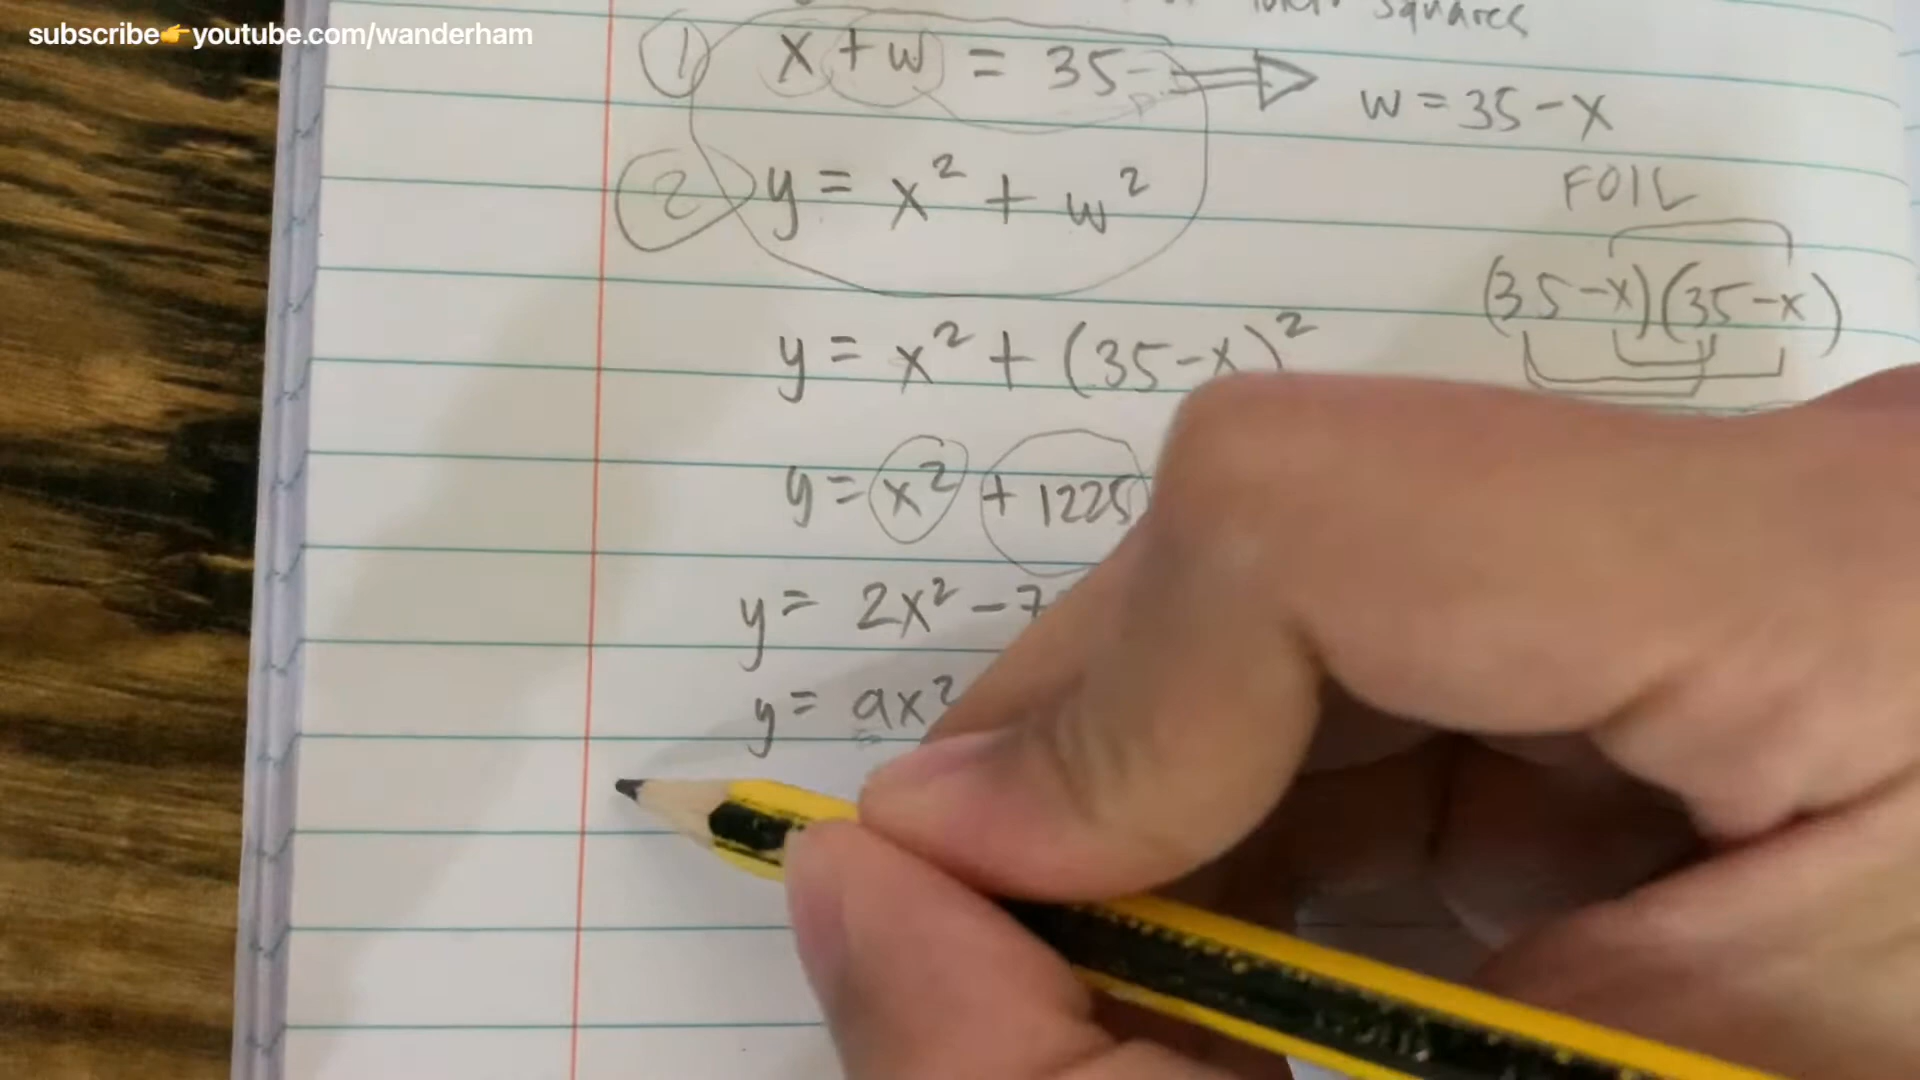 subscribe👉youtube.com/wanderham
squares
① x + w = 35
w = 35 - x
② y = x² + w²
FOIL
(35-x)(35-x)
y = x² + (35-x)²
y = x² + 1225
y = 2x² - 7
y = ax²